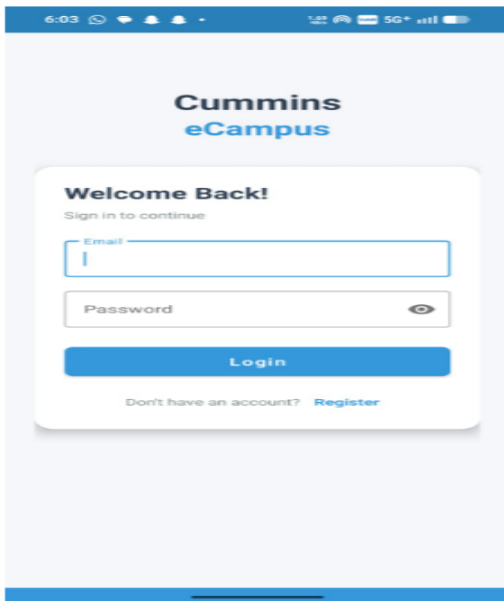 6:03 5G+
Cummins
eCampus
Welcome Back!
Sign in to continue
Email
Password
Login
Don't have an account? Register